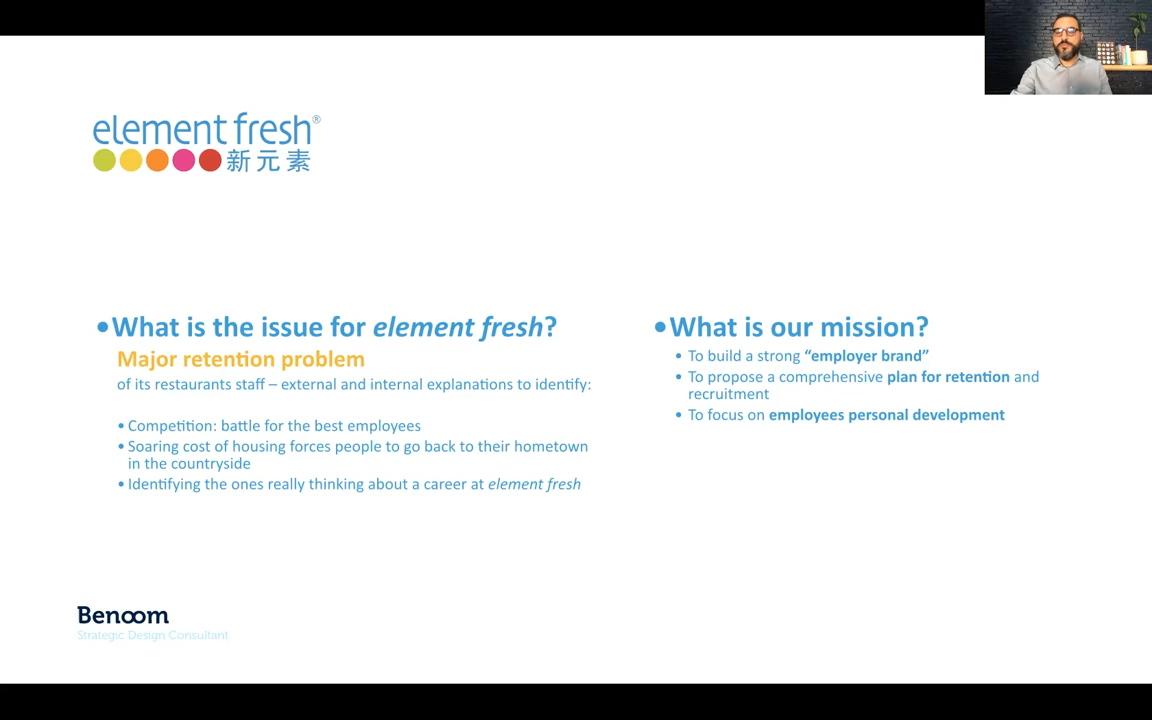 element fresh®
新元素
•What is the issue for element fresh?
Major retention problem
of its restaurants staff – external and internal explanations to identify:
• Competition: battle for the best employees
• Soaring cost of housing forces people to go back to their hometown
in the countryside
• Identifying the ones really thinking about a career at element fresh
•What is our mission?
• To build a strong “employer brand”
• To propose a comprehensive plan for retention and
recruitment
• To focus on employees personal development
Benoom
Strategic Design Consultant